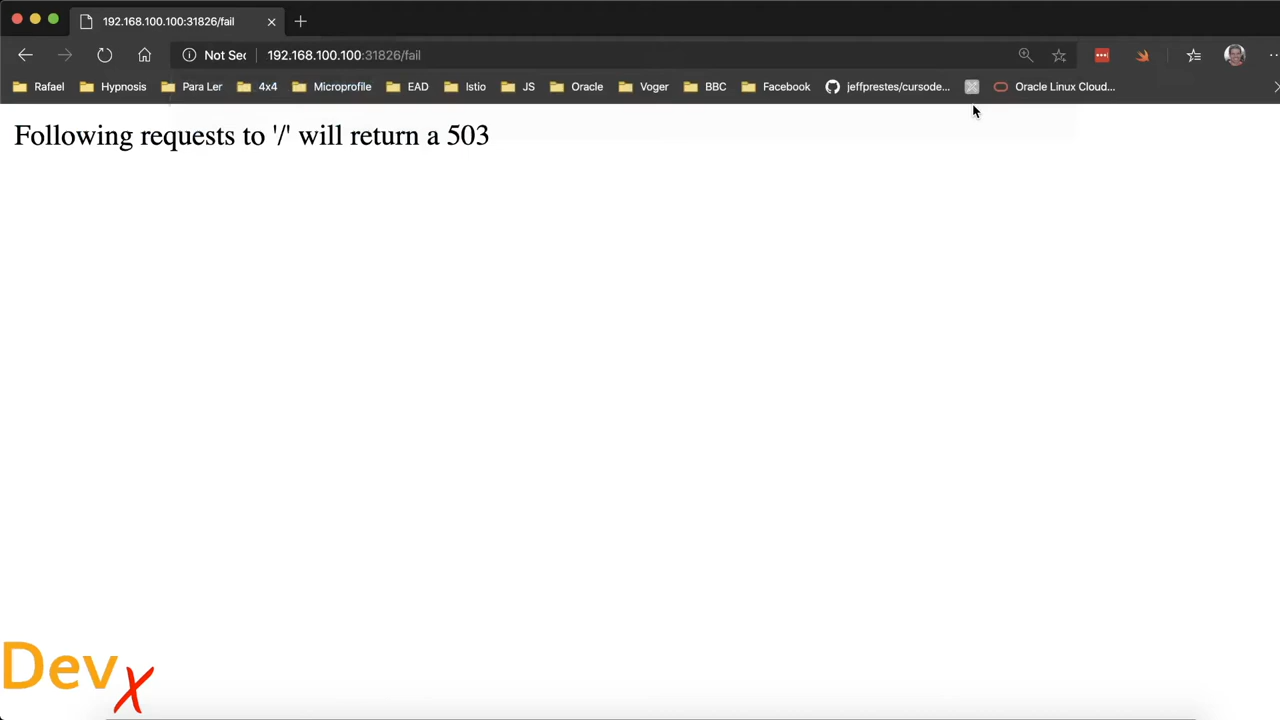 192.168.100.100:31826/fail
Not Sec 192.168.100.100:31826/fail
Rafael Hypnosis Para Ler 4x4 Microprofile EAD Istio JS Oracle Voger BBC Facebook jeffprestes/cursode... Oracle Linux Cloud...
Following requests to '/' will return a 503
Dev X